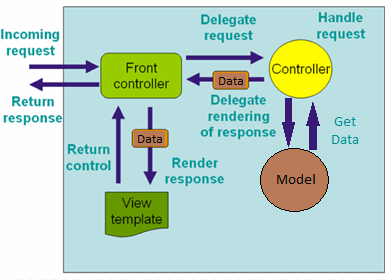 Incoming
request
Return
response
Delegate
request
Handle
request
Front
controller
Data
Controller
Delegate
rendering
of response
Get
Data
Return
control
Data
Render
response
View
template
Model